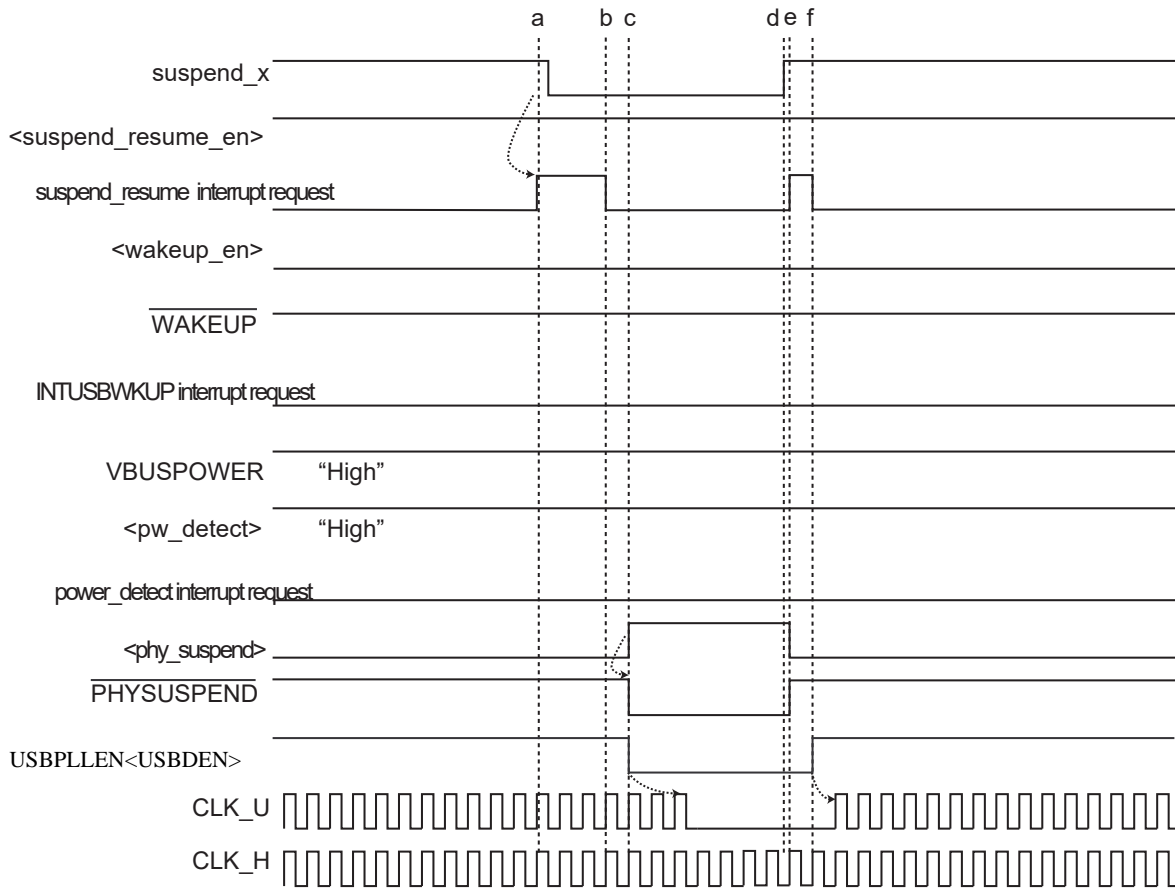 a b c d e f
suspend_x
<suspend_resume_en>
suspend_resume interrupt request
<wakeup_en>
WAKEUP
INTUSBWKUP interrupt request
VBUSPOWER “High”
<pw_detect> “High”
power_detect interrupt request
<phy_suspend>
PHYSUSPEND
USBPLLEN<USBDEN>
CLK_U
CLK_H